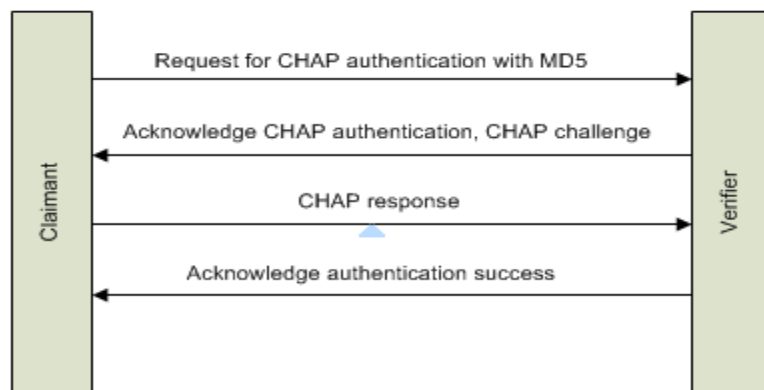 Request for CHAP authentication with MD5
Acknowledge CHAP authentication, CHAP challenge
Claimant
Verifier
CHAP response
Acknowledge authentication success